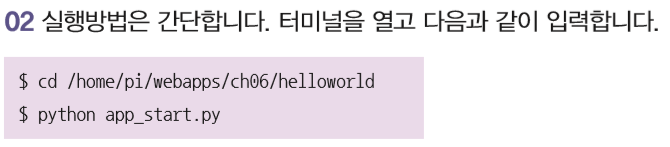 02 실행방법은 간단합니다. 터미널을 열고 다음과 같이 입력합니다.
$ cd /home/pi/webapps/ch06/helloworld
$ python app_start.py